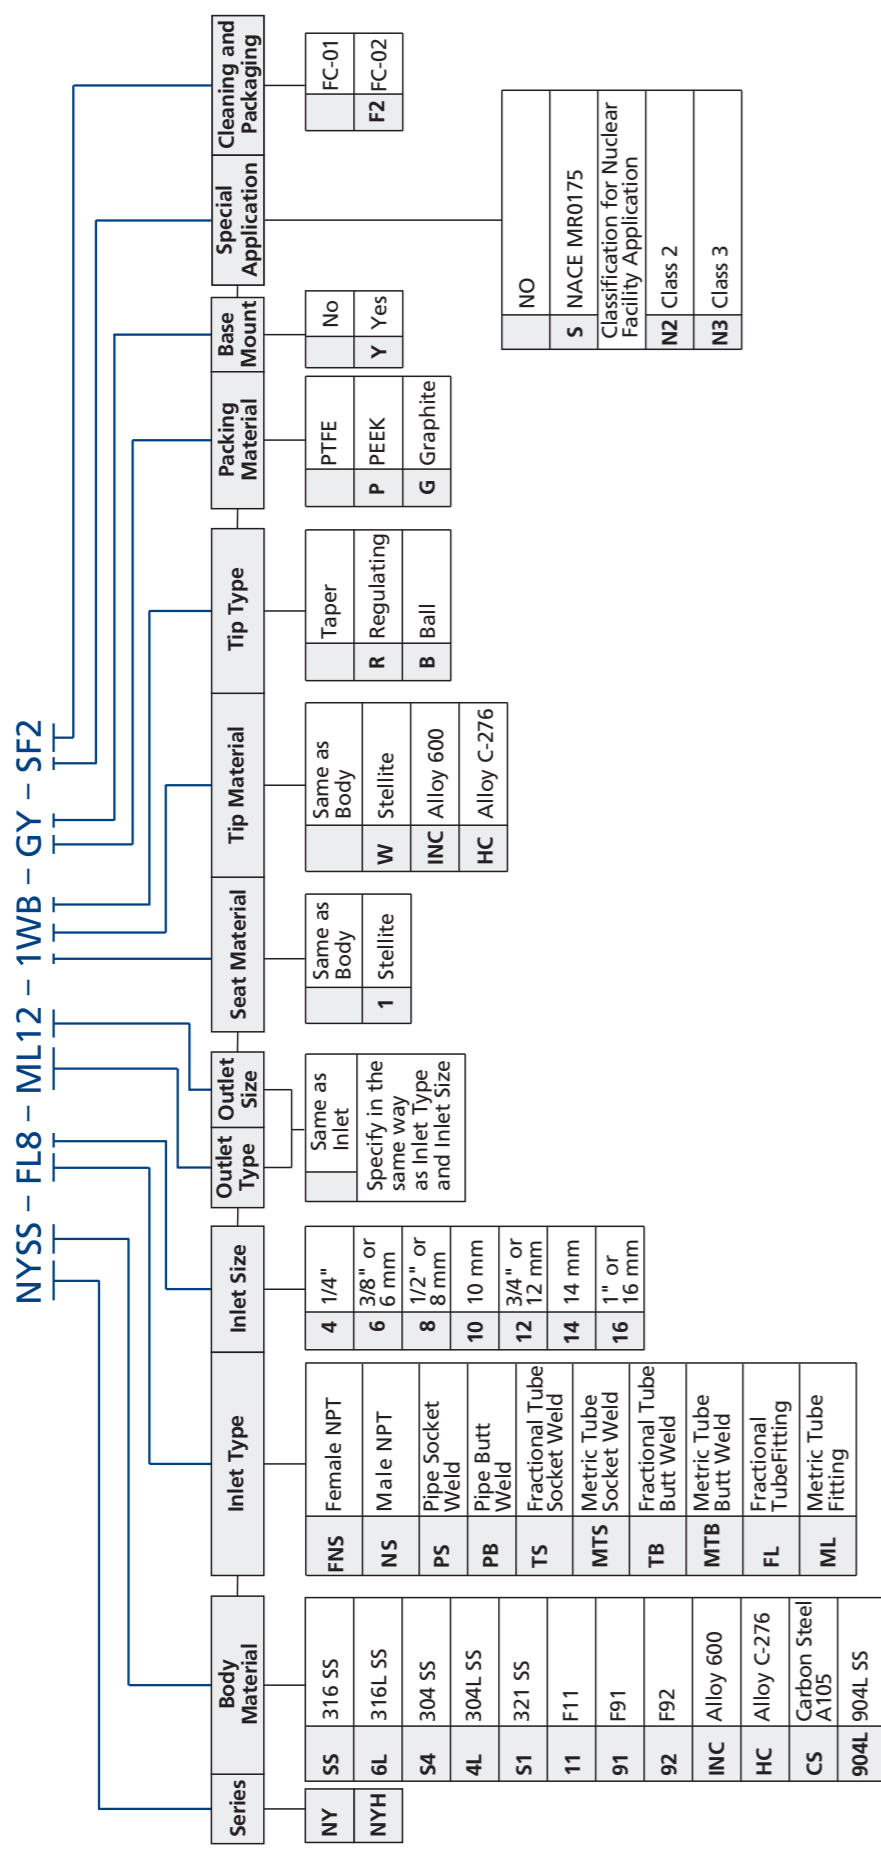 NYSS – FL8 – ML12 – 1WB – GY – SF2
Series
NY
NYH
Body
Material
SS 316 SS
6L 316L SS
S4 304 SS
4L 304L SS
S1 321 SS
11 F11
91 F91
92 F92
INC Alloy 600
HC Alloy C-276
CS Carbon Steel
A105
904L 904L SS
Inlet Type
FNS Female NPT
NS Male NPT
PS Pipe Socket
Weld
PB Pipe Butt
Weld
TS Fractional Tube
Socket Weld
MTS Metric Tube
Socket Weld
TB Fractional Tube
Butt Weld
MTB Metric Tube
Butt Weld
FL Fractional
TubeFitting
ML Metric Tube
Fitting
Inlet Size
4 1/4"
6 3/8" or
6 mm
8 1/2" or
8 mm
10 10 mm
12 3/4" or
12 mm
14 14 mm
16 1" or
16 mm
Outlet
Type
Outlet
Size
Same as
Inlet
Specify in the
same way
as Inlet Type
and Inlet Size
Seat Material
Same as
Body
1 Stellite
Tip Material
Same as
Body
W Stellite
INC Alloy 600
HC Alloy C-276
Tip Type
Taper
R Regulating
B Ball
Packing
Material
PTFE
P PEEK
G Graphite
Base
Mount
No
Y Yes
Special
Application
NO
S NACE MR0175
Classification for Nuclear
Facility Application
N2 Class 2
N3 Class 3
Cleaning and
Packaging
FC-01
F2 FC-02